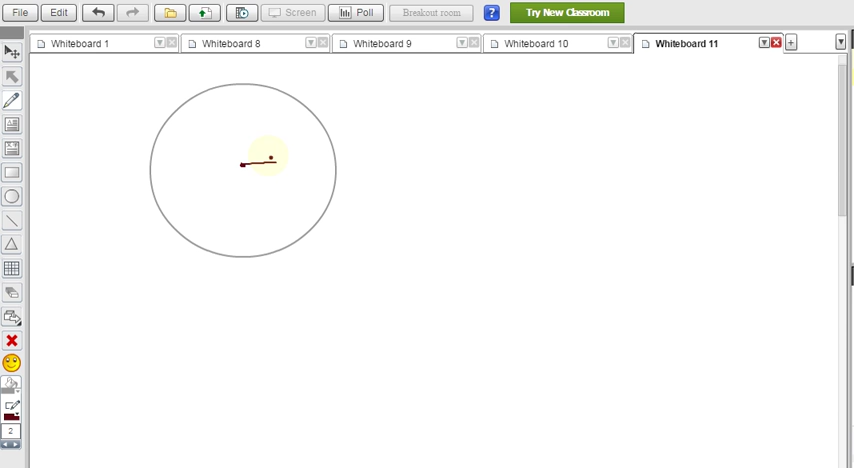 File Edit Screen Poll Breakout room ? Try New Classroom
Whiteboard 1 Whiteboard 8 Whiteboard 9 Whiteboard 10 Whiteboard 11 +
2